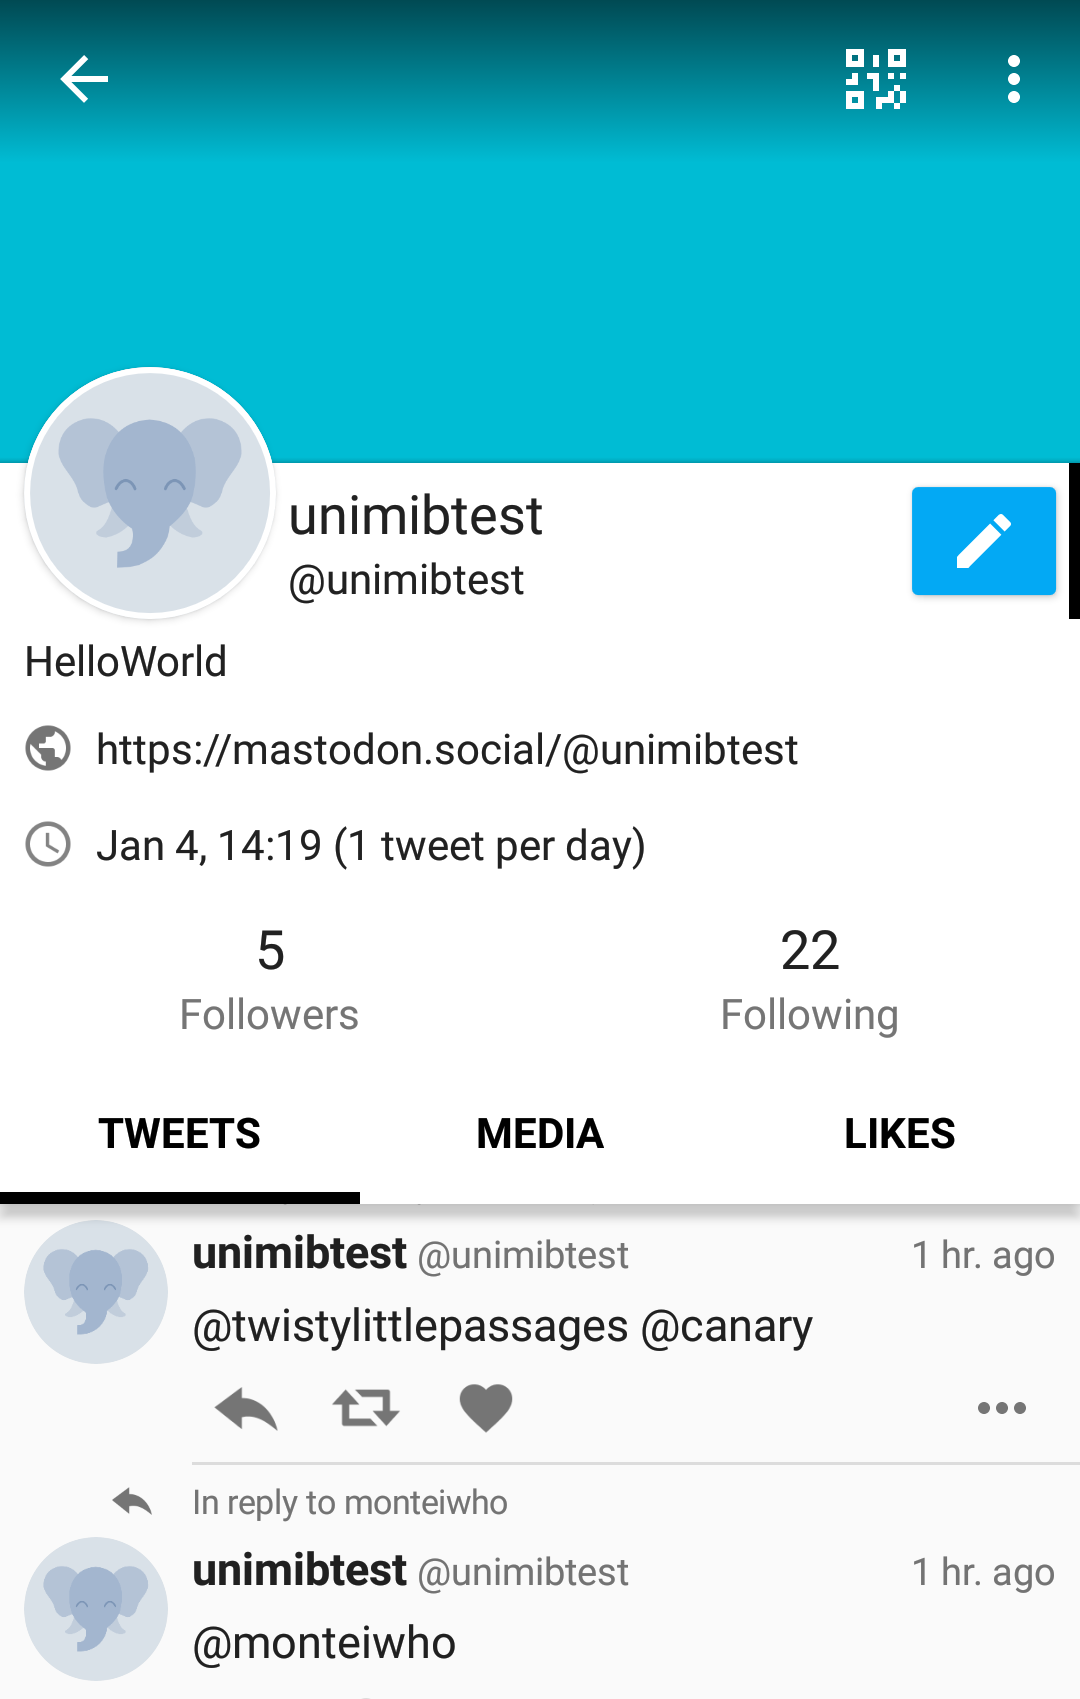 unimibtest
@unimibtest
HelloWorld
https://mastodon.social/@unimibtest
Jan 4, 14:19 (1 tweet per day)
5 22
Followers Following
TWEETS MEDIA LIKES
unimibtest @unimibtest 1 hr. ago
@twistylittlepassages @canary
In reply to monteiwho
unimibtest @unimibtest 1 hr. ago
@monteiwho